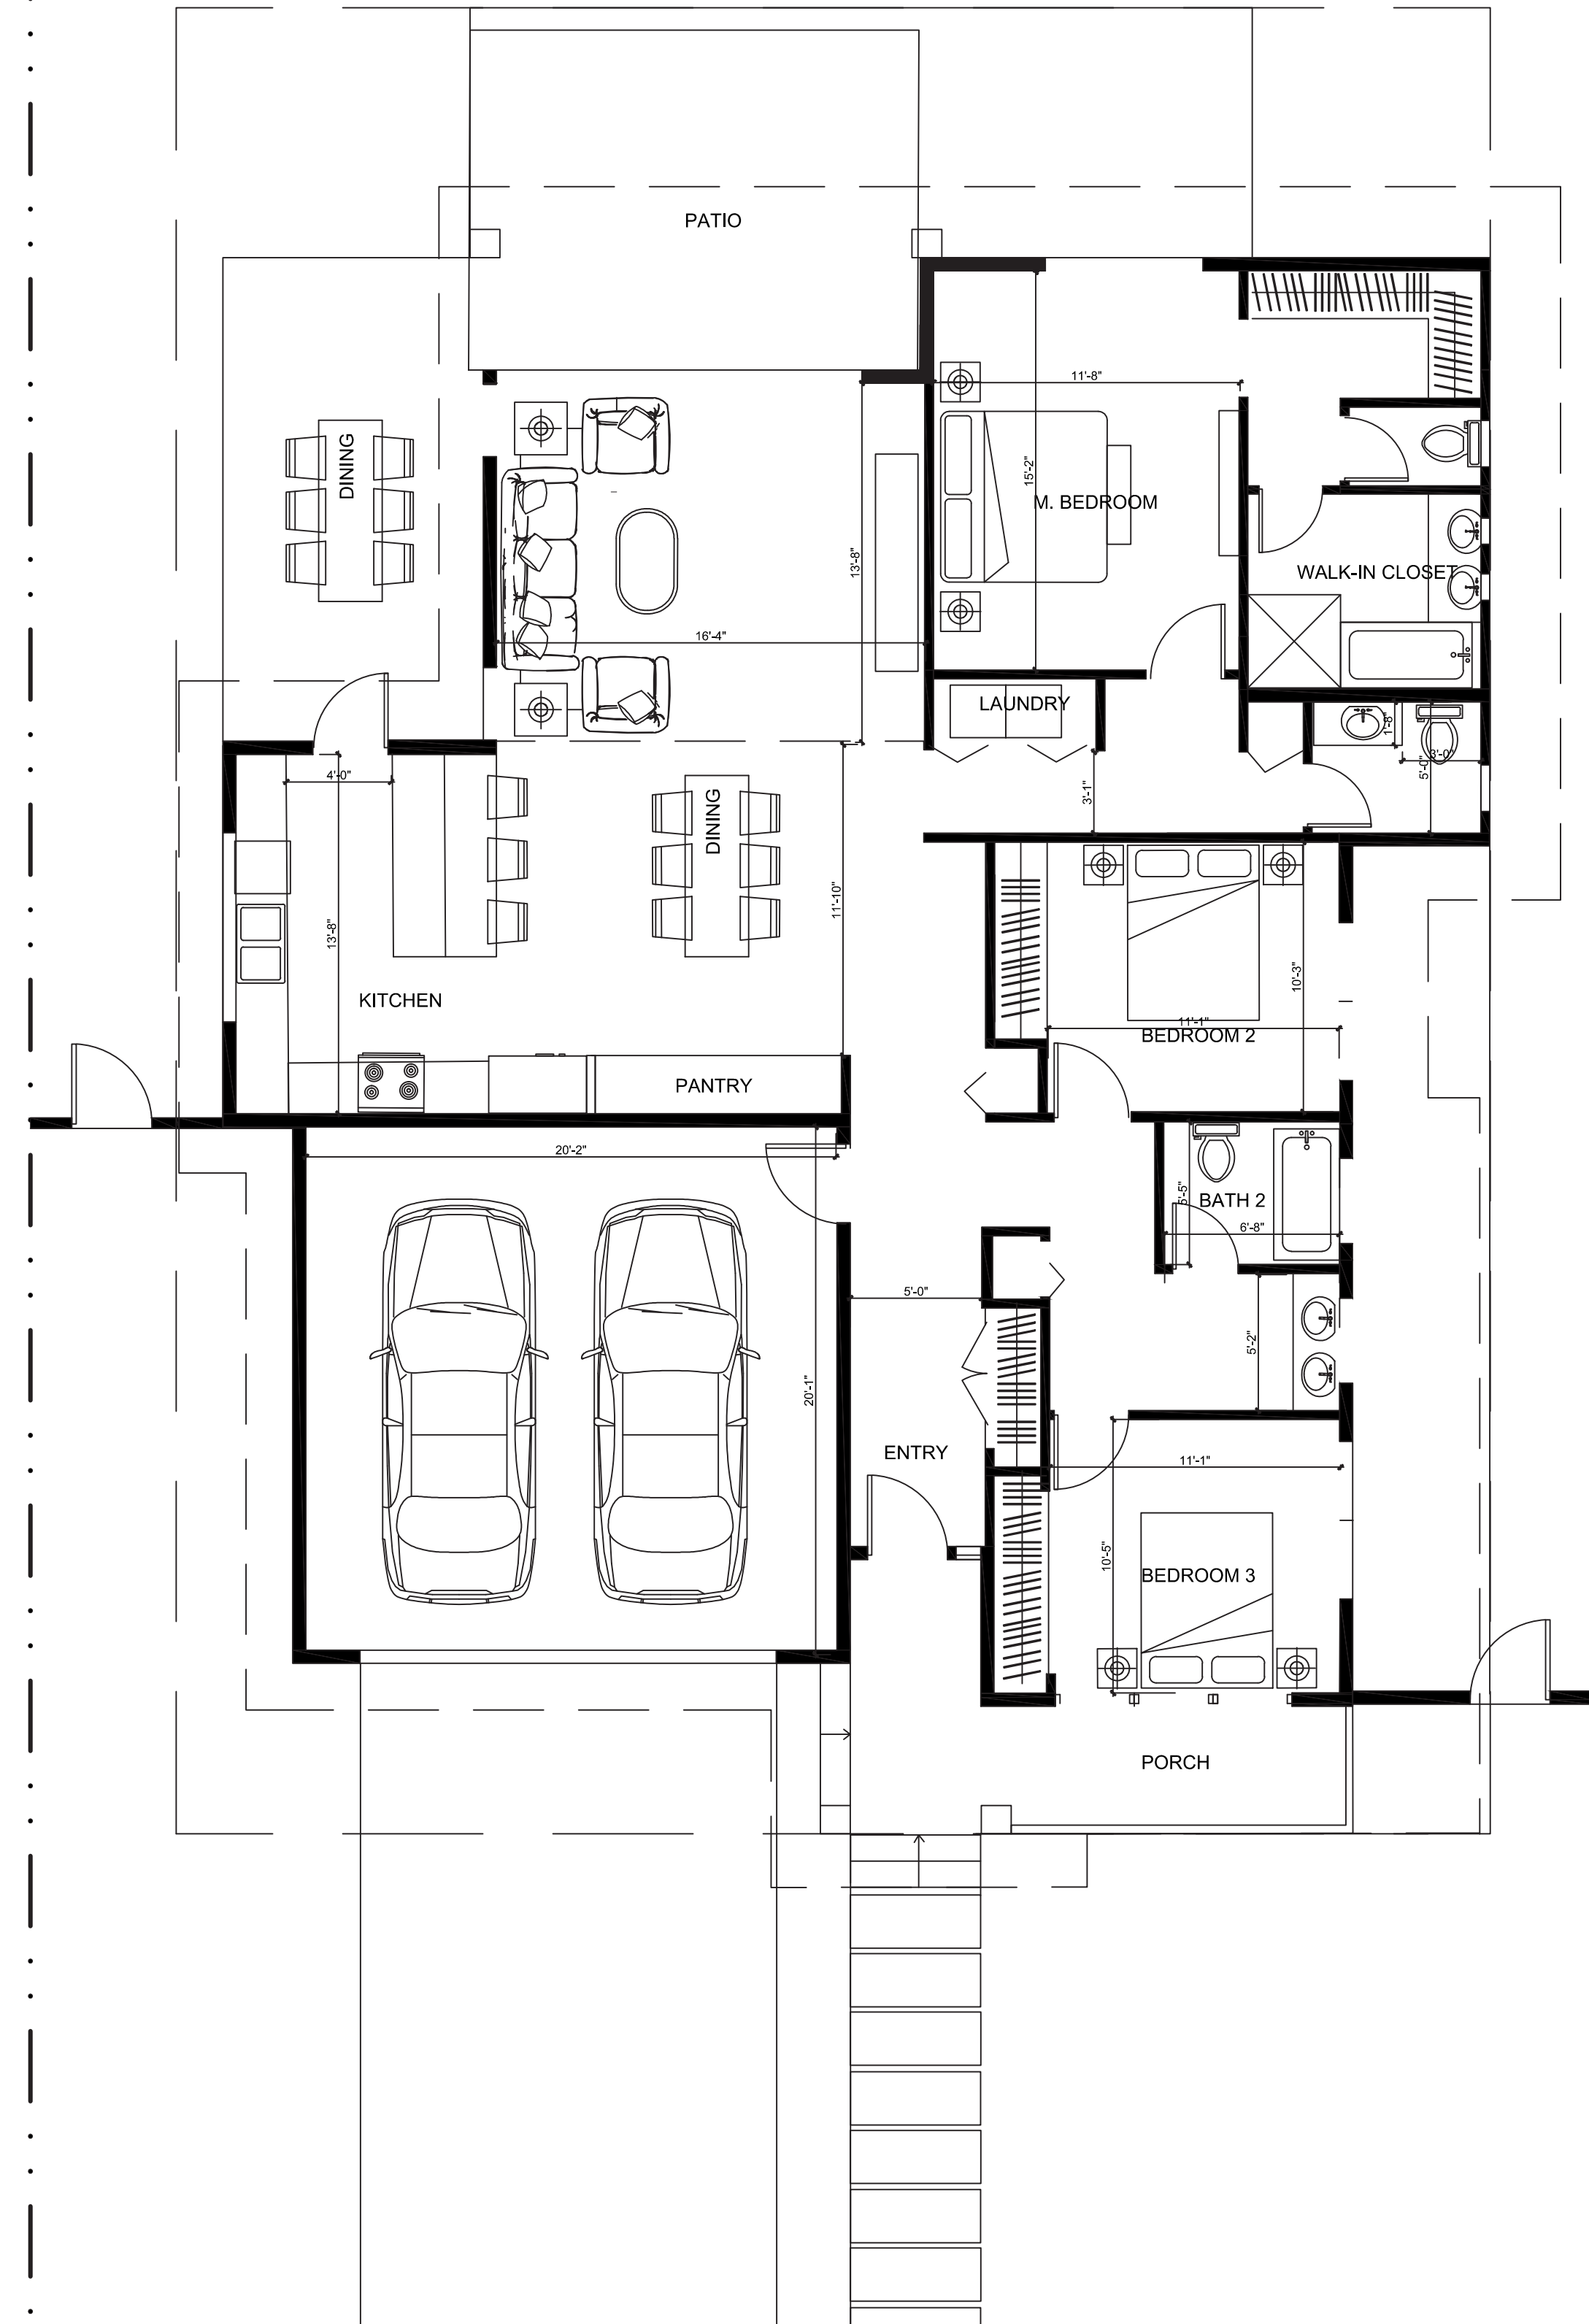 PATIO
11'-8"
DINING
15'-2"
M. BEDROOM
13'-8"
WALK-IN CLOSET
16'-4"
LAUNDRY
1'-8"
3'-0"
5'-0"
4'-0"
3'-1"
DINING
11'-10"
13'-8"
10'-3"
KITCHEN
11'-1"
BEDROOM 2
PANTRY
20'-2"
5'-5"
BATH 2
6'-8"
5'-0"
5'-2"
20'-1"
ENTRY
11'-1"
10'-5"
BEDROOM 3
PORCH